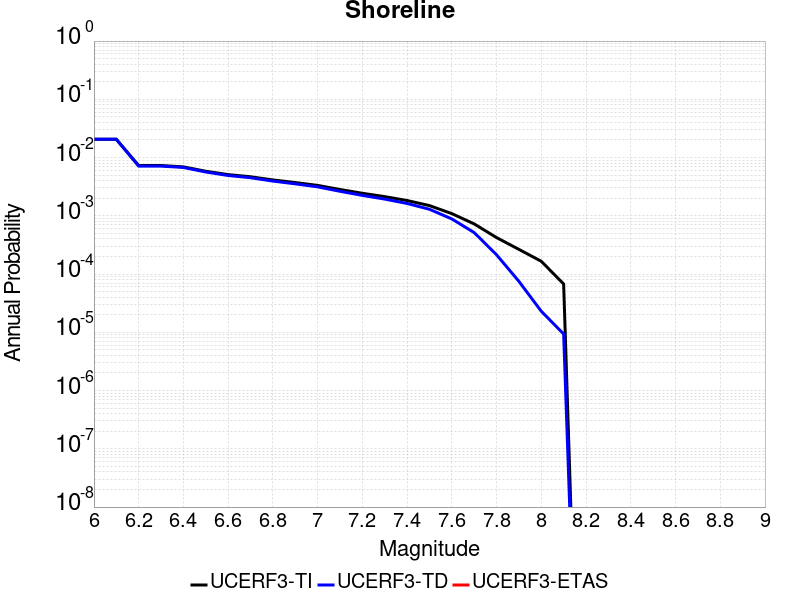 Shoreline
10^0
10^-1
10^-2
10^-3
10^-4
10^-5
10^-6
10^-7
10^-8
Annual Probability
6 6.2 6.4 6.6 6.8 7 7.2 7.4 7.6 7.8 8 8.2 8.4 8.6 8.8 9
Magnitude
UCERF3-TI UCERF3-TD UCERF3-ETAS